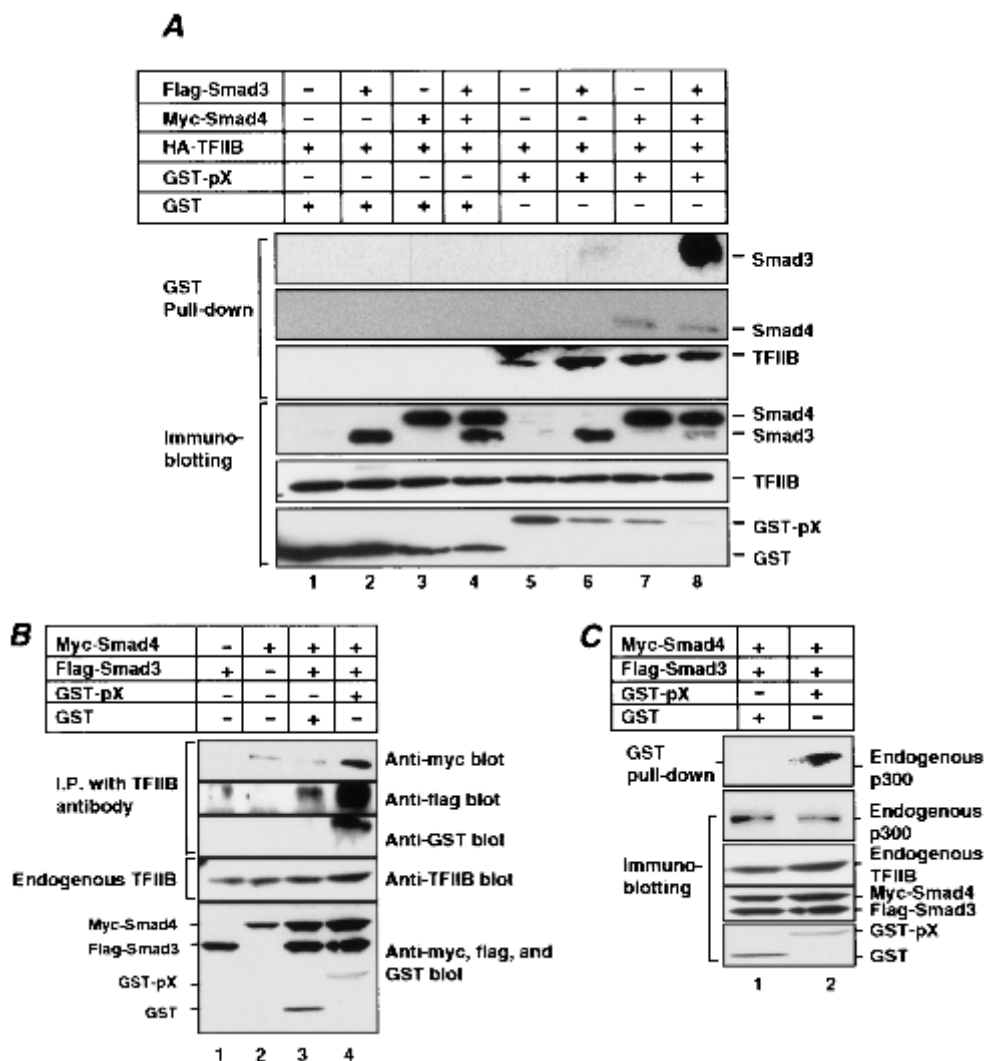 A
Flag-Smad3 - + - + - + - +
Myc-Smad4 - - + + - - + +
HA-TFIIB + + + + + + + +
GST-pX - - - - + + + +
GST + + + + - - - -
GST
Pull-down
Smad3
Smad4
TFIIB
Immuno-
blotting
Smad4
Smad3
TFIIB
GST-pX
GST
1 2 3 4 5 6 7 8
B
Myc-Smad4 - + + +
Flag-Smad3 + - + +
GST-pX - - - +
GST - - + -
I.P. with TFIIB
antibody
Anti-myc blot
Anti-flag blot
Anti-GST blot
Endogenous TFIIB
Anti-TFIIB blot
Myc-Smad4
Flag-Smad3
GST-pX
GST
Anti-myc, flag, and
GST blot
1 2 3 4
C
Myc-Smad4 + +
Flag-Smad3 + +
GST-pX - +
GST + -
GST
pull-down
Endogenous
p300
Immuno-
blotting
Endogenous
p300
Endogenous
TFIIB
Myc-Smad4
Flag-Smad3
GST-pX
GST
1 2